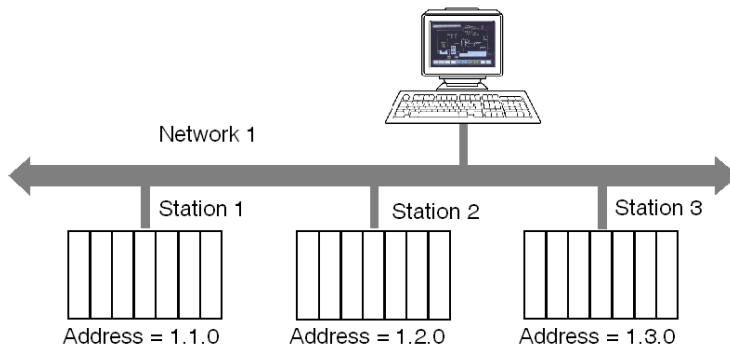 Network 1
Station 1
Station 2
Station 3
Address = 1.1.0
Address = 1.2.0
Address = 1.3.0